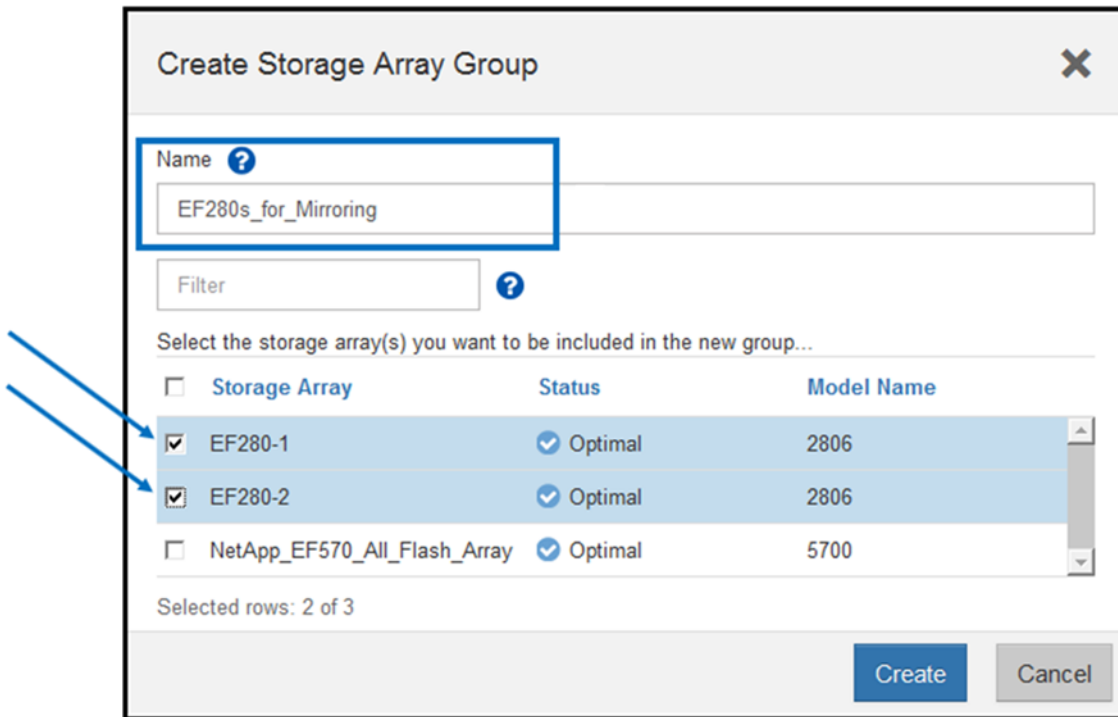 Create Storage Array Group
Name
EF280s_for_Mirroring
Filter
Select the storage array(s) you want to be included in the new group...
Storage Array Status Model Name
EF280-1 Optimal 2806
EF280-2 Optimal 2806
NetApp_EF570_All_Flash_Array Optimal 5700
Selected rows: 2 of 3
Create Cancel